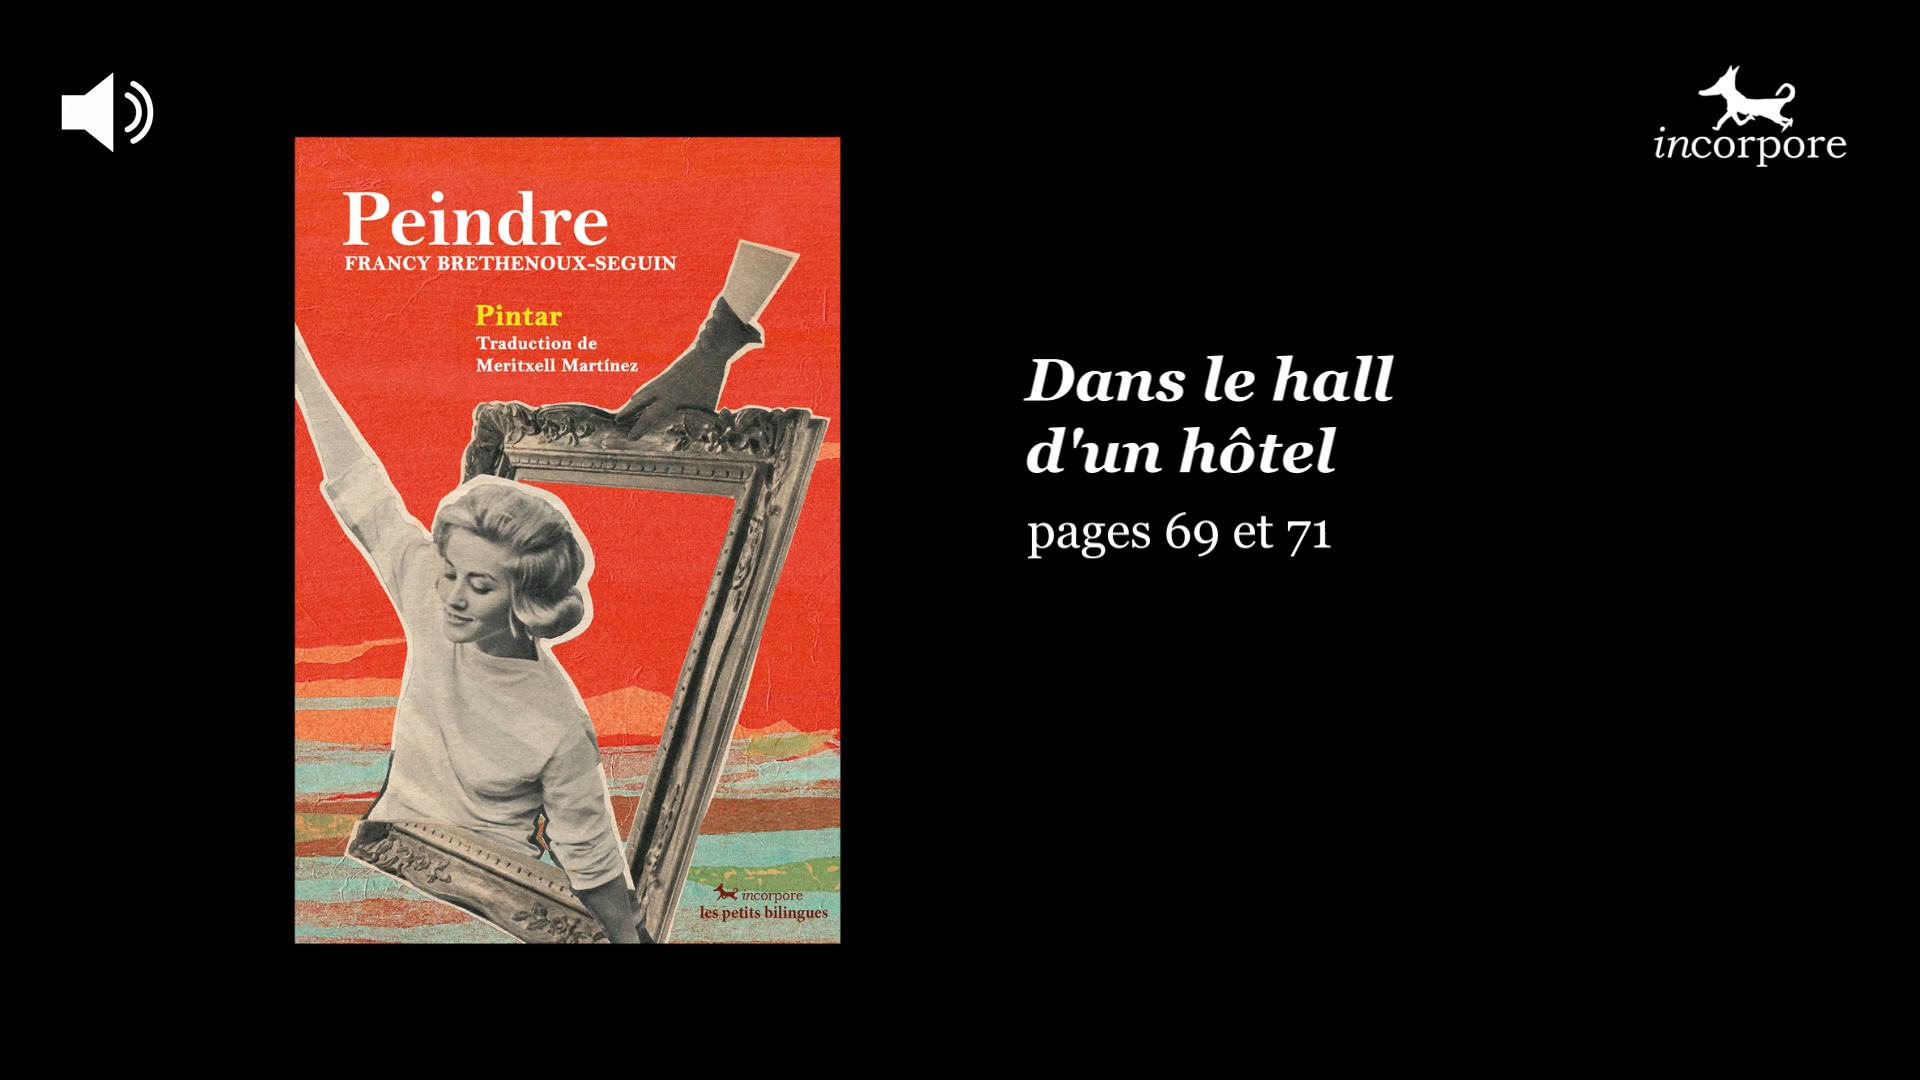 incorpore
Peindre
FRANCY BRETHENOUX-SEGUIN
Pintar
Traduction de
Meritxell Martínez
incorpore
les petits bilingues
Dans le hall
d'un hôtel
pages 69 et 71